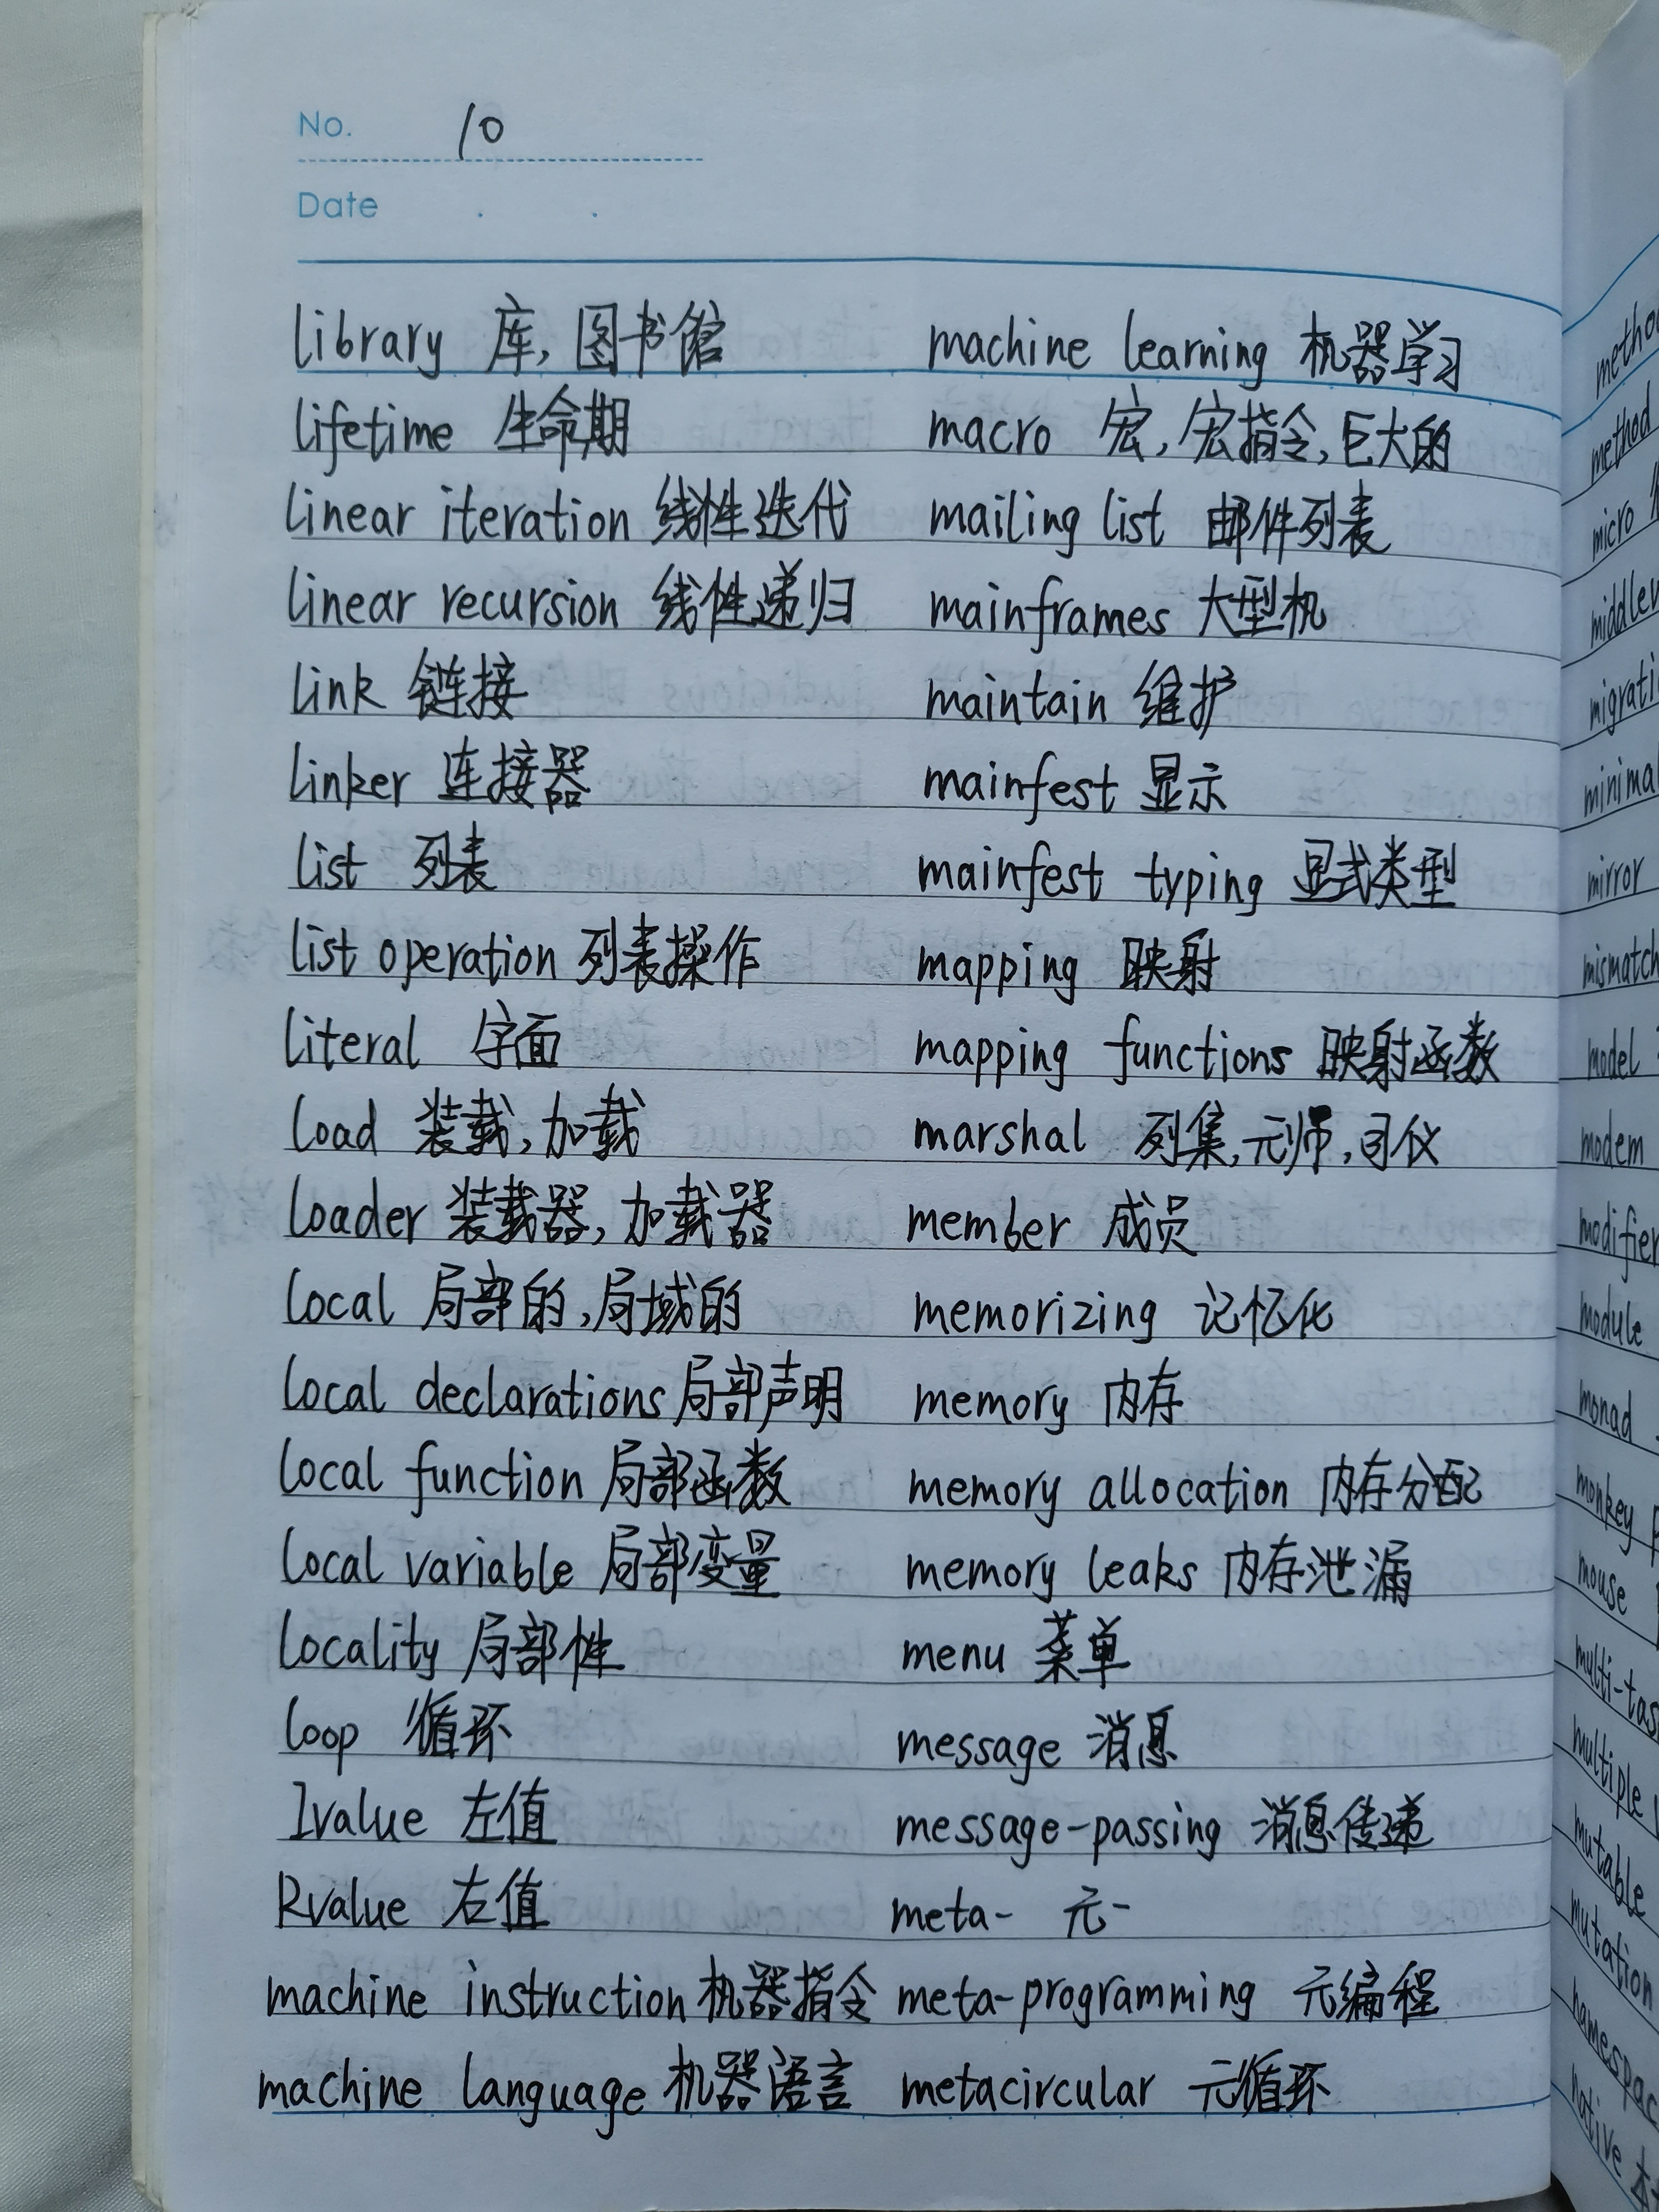 No. 10
Date . .
library 库, 图书馆
lifetime 生命期
linear iteration 线性迭代
linear recursion 线性递归
link 链接
linker 连接器
list 列表
list operation 列表操作
literal 字面
load 装载, 加载
loader 装载器, 加载器
local 局部的, 局域的
local declarations 局部声明
local function 局部函数
local variable 局部变量
locality 局部性
loop 循环
Ivalue 左值
Rvalue 右值
machine instruction 机器指令
machine language 机器语言
machine learning 机器学习
macro 宏, 宏指令, 巨大的
mailing list 邮件列表
mainframes 大型机
maintain 维护
mainfest 显示
mainfest typing 显式类型
mapping 映射
mapping functions 映射函数
marshal 列集, 元帅, 司仪
member 成员
memorizing 记忆化
memory 内存
memory allocation 内存分配
memory leaks 内存泄漏
menu 菜单
message 消息
message-passing 消息传递
meta- 元-
meta-programming 元编程
metacircular 元循环
method
micro
mirror
mismatch
model
modem
modifier
module
monad
monkey
mouse
multiple
mutable
mutation
native